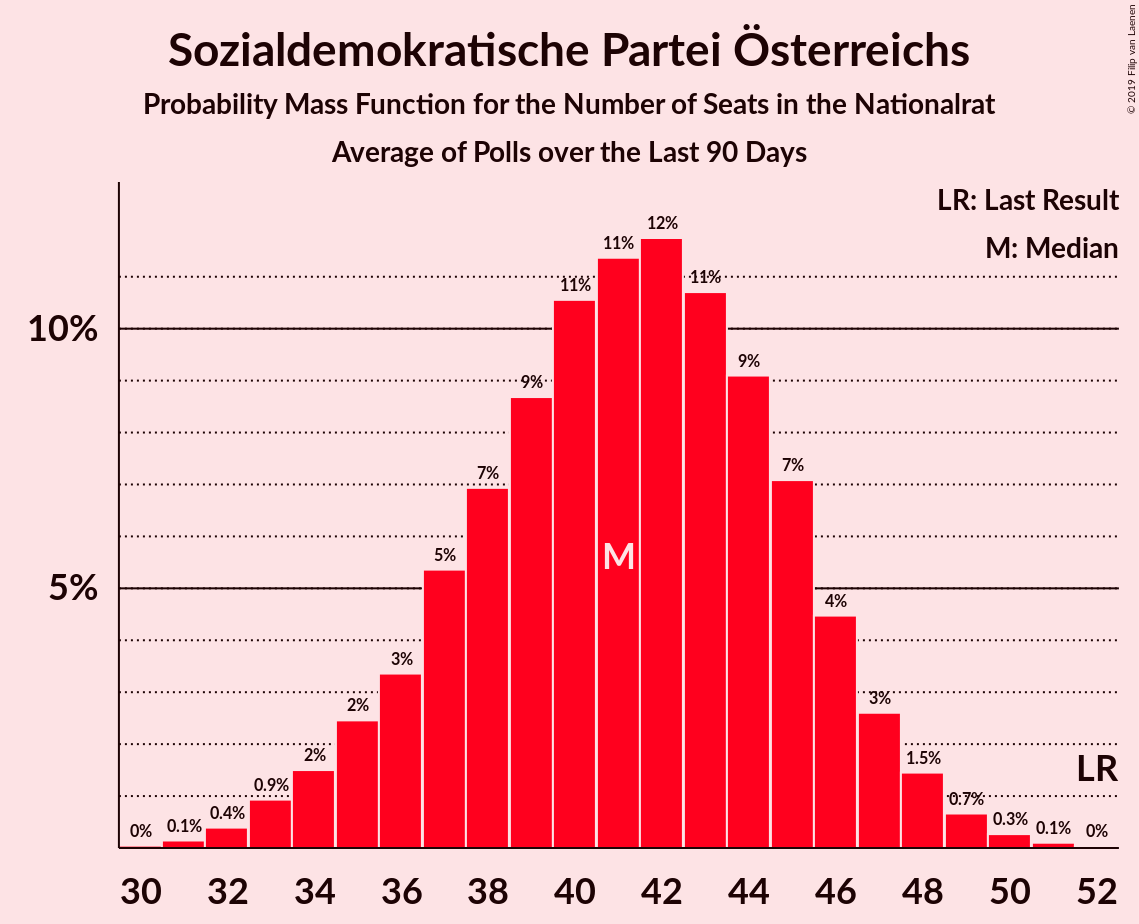 Sozialdemokratische Partei Österreichs
Probability Mass Function for the Number of Seats in the Nationalrat
Average of Polls over the Last 90 Days
© 2019 Filip van Laenen
LR: Last Result
M: Median
10%
5%
0%
0.1%
0.4%
0.9%
2%
2%
3%
5%
7%
9%
11%
11%
12%
11%
9%
7%
4%
3%
1.5%
0.7%
0.3%
0.1%
0%
M
LR
30 32 34 36 38 40 42 44 46 48 50 52